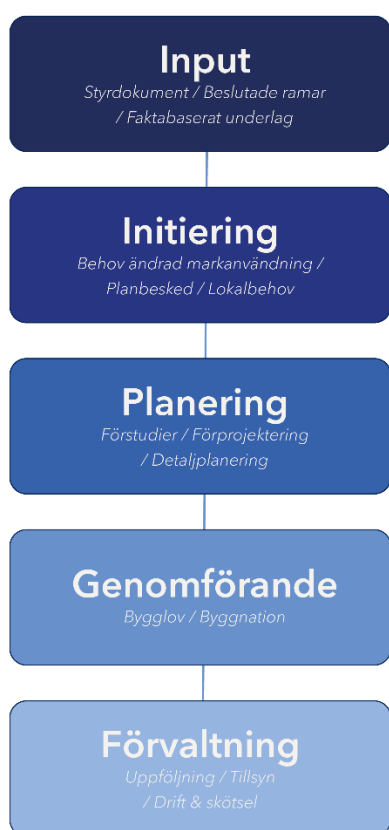 Input
Styrdokument / Beslutade ramar
/ Faktabaserat underlag
Initiering
Behov ändrad markanvändning /
Planbesked / Lokalbehov
Planering
Förstudier / Förprojektering
/ Detaljplanering
Genomförande
Bygglov / Byggnation
Förvaltning
Uppföljning / Tillsyn
/ Drift & skötsel